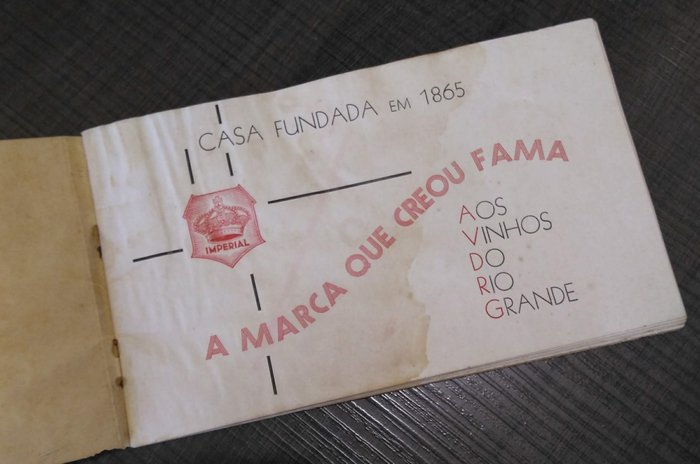 CASA FUNDADA EM 1865
IMPERIAL
A MARCA QUE CREOU FAMA
AOS
VINHOS
DO
RIO
GRANDE